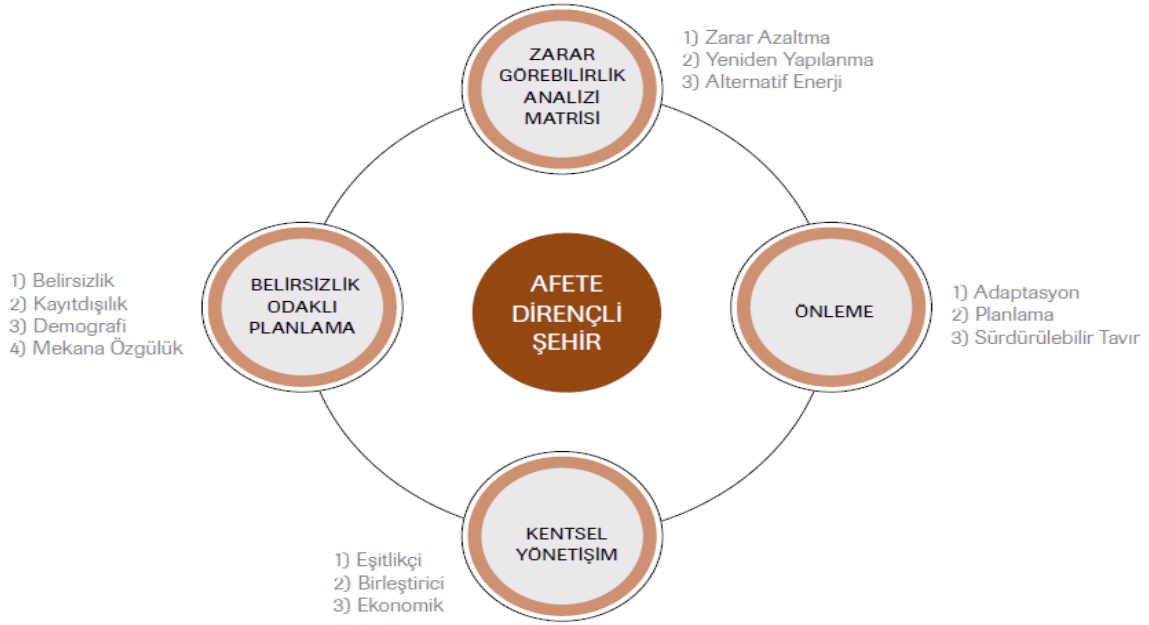 ZARAR
GÖREBİLİRLİK
ANALİZİ
MATRİSİ
1) Zarar Azaltma
2) Yeniden Yapılanma
3) Alternatif Enerji
1) Belirsizlik
2) Kayıtdışılık
3) Demografi
4) Mekana Özgülük
BELİRSİZLİK
ODAKLI
PLANLAMA
AFETE
DİRENÇLİ
ŞEHİR
ÖNLEME
1) Adaptasyon
2) Planlama
3) Sürdürülebilir Tavır
KENTSEL
YÖNETİŞİM
1) Eşitlikçi
2) Birleştirici
3) Ekonomik